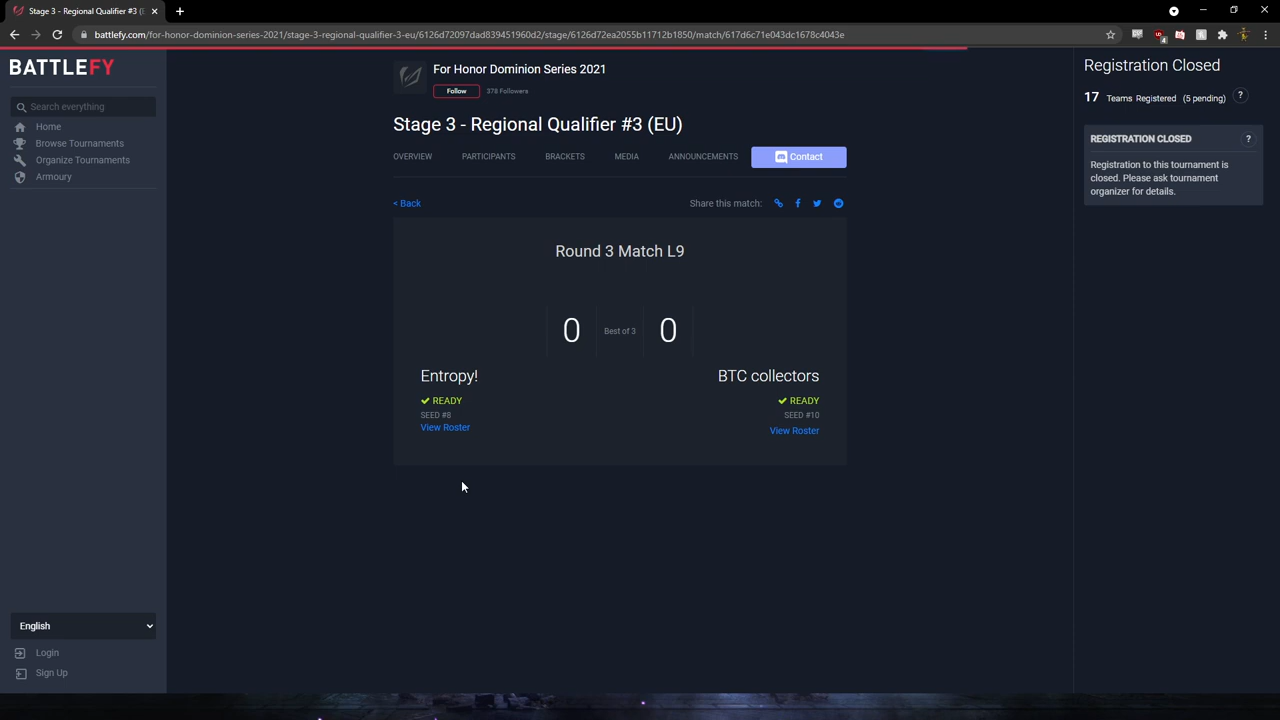 Stage 3 - Regional Qualifier #3 (E
battlefy.com/for-honor-dominion-series-2021/stage-3-regional-qualifier-3-eu/6126d72097dad839451960d2/stage/6126d72ea2055b11712b1850/match/617d6c71e043dc1678c4043e
BATTLEFY
Search everything
Home
Browse Tournaments
Organize Tournaments
Armoury
For Honor Dominion Series 2021
Follow 378 Followers
Stage 3 - Regional Qualifier #3 (EU)
OVERVIEW PARTICIPANTS BRACKETS MEDIA ANNOUNCEMENTS Contact
< Back Share this match:
Round 3 Match L9
0 Best of 3 0
Entropy! BTC collectors
READY READY
SEED #8 SEED #10
View Roster View Roster
Registration Closed
17 Teams Registered (5 pending) ?
REGISTRATION CLOSED ?
Registration to this tournament is
closed. Please ask tournament
organizer for details.
English
Login
Sign Up